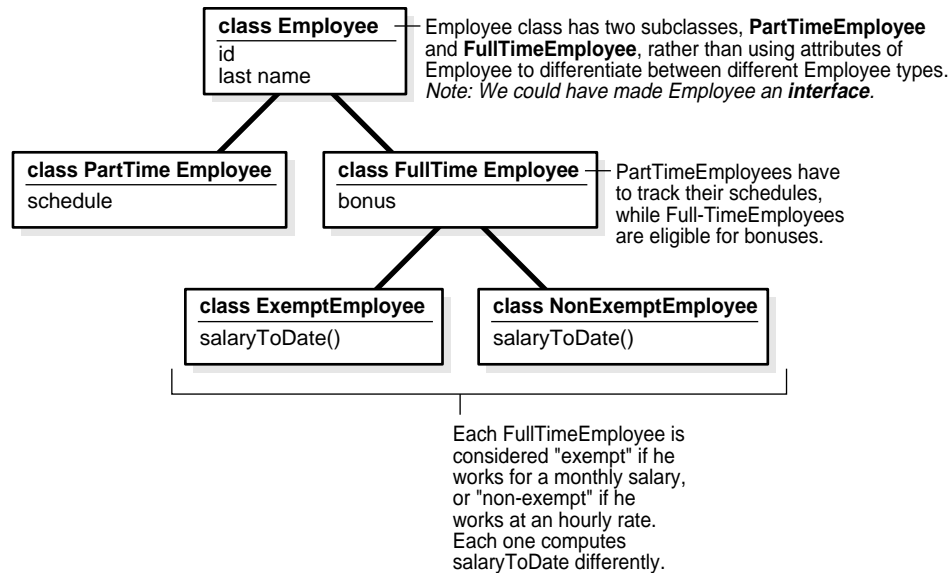 class Employee
id
last name
Employee class has two subclasses, PartTimeEmployee
and FullTimeEmployee, rather than using attributes of
Employee to differentiate between different Employee types.
Note: We could have made Employee an interface.
class PartTime Employee
schedule
class FullTime Employee
bonus
PartTimeEmployees have
to track their schedules,
while Full-TimeEmployees
are eligible for bonuses.
class ExemptEmployee
salaryToDate()
class NonExemptEmployee
salaryToDate()
Each FullTimeEmployee is
considered "exempt" if he
works for a monthly salary,
or "non-exempt" if he
works at an hourly rate.
Each one computes
salaryToDate differently.